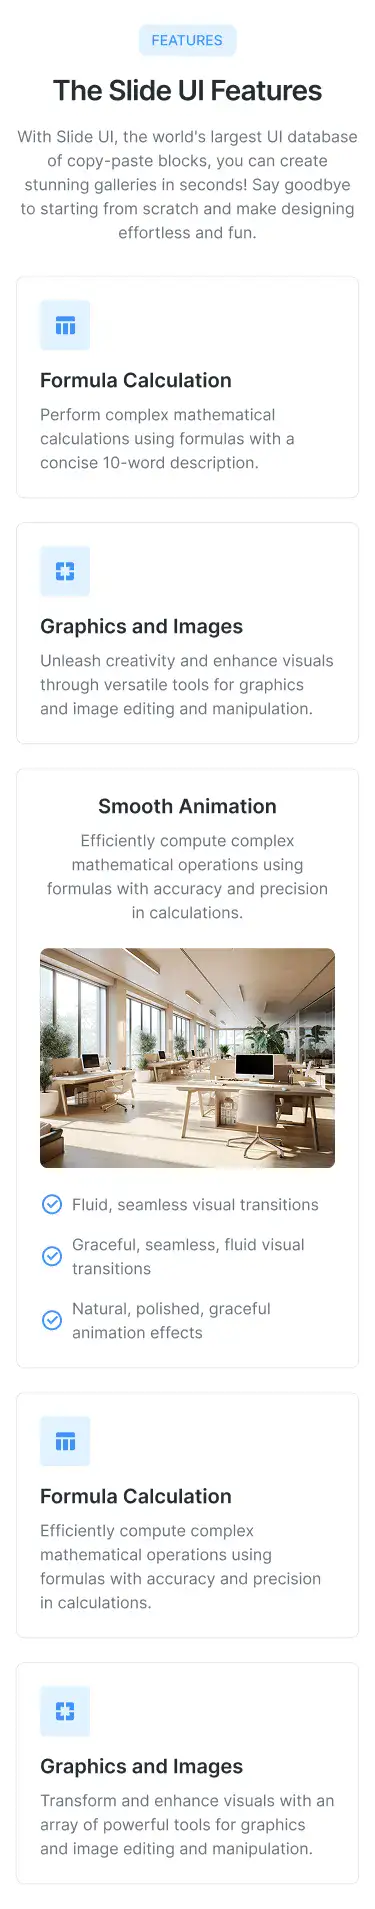 FEATURES
The Slide UI Features
With Slide UI, the world's largest UI database
of copy-paste blocks, you can create
stunning galleries in seconds! Say goodbye
to starting from scratch and make designing
effortless and fun.
Formula Calculation
Perform complex mathematical
calculations using formulas with a
concise 10-word description.
Graphics and Images
Unleash creativity and enhance visuals
through versatile tools for graphics
and image editing and manipulation.
Smooth Animation
Efficiently compute complex
mathematical operations using
formulas with accuracy and precision
in calculations.
Fluid, seamless visual transitions
Graceful, seamless, fluid visual
transitions
Natural, polished, graceful
animation effects
Formula Calculation
Efficiently compute complex
mathematical operations using
formulas with accuracy and precision
in calculations.
Graphics and Images
Transform and enhance visuals with an
array of powerful tools for graphics
and image editing and manipulation.